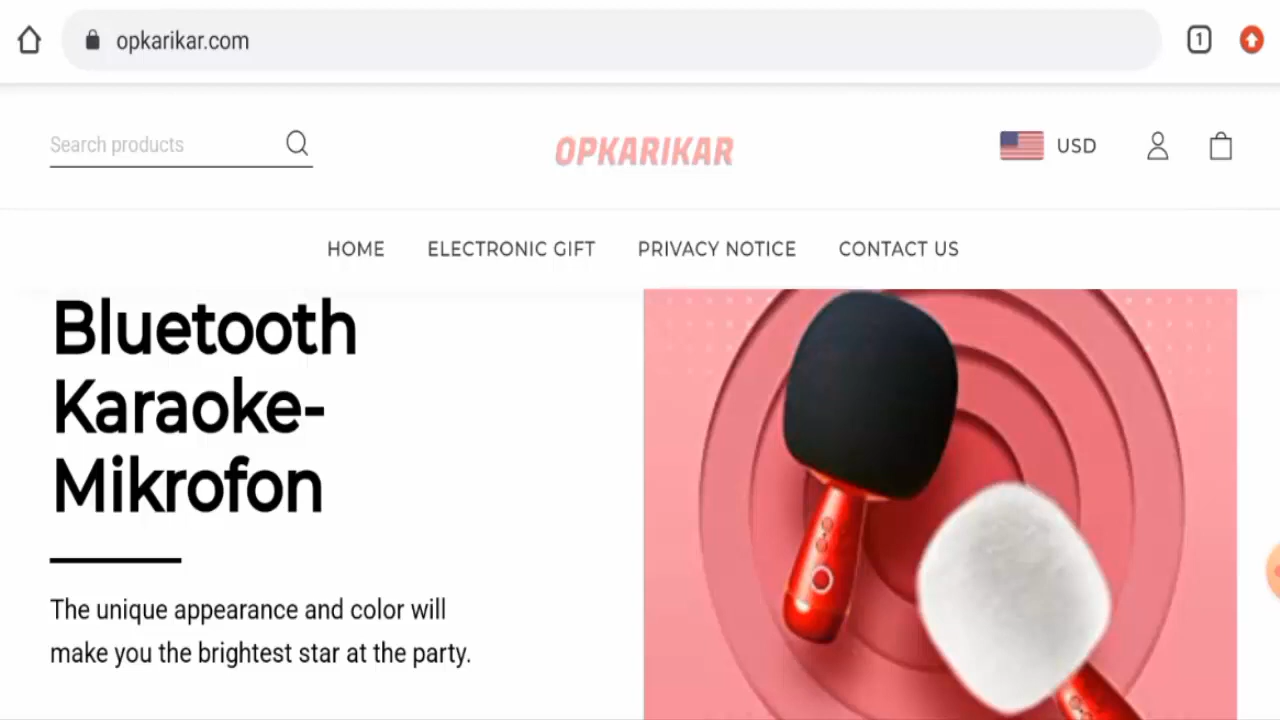 1
opkarikar.com
Search products
OPKARIKAR
USD
HOME
ELECTRONIC GIFT
PRIVACY NOTICE
CONTACT US
Bluetooth
Karaoke-
Mikrofon
The unique appearance and color will
make you the brightest star at the party.